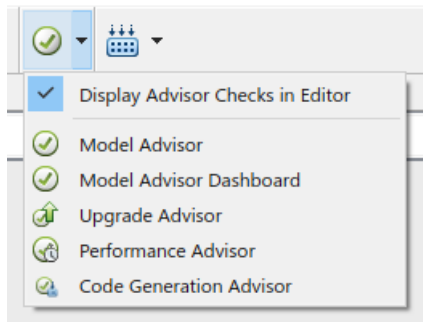 Display Advisor Checks in Editor
Model Advisor
Model Advisor Dashboard
Upgrade Advisor
Performance Advisor
Code Generation Advisor